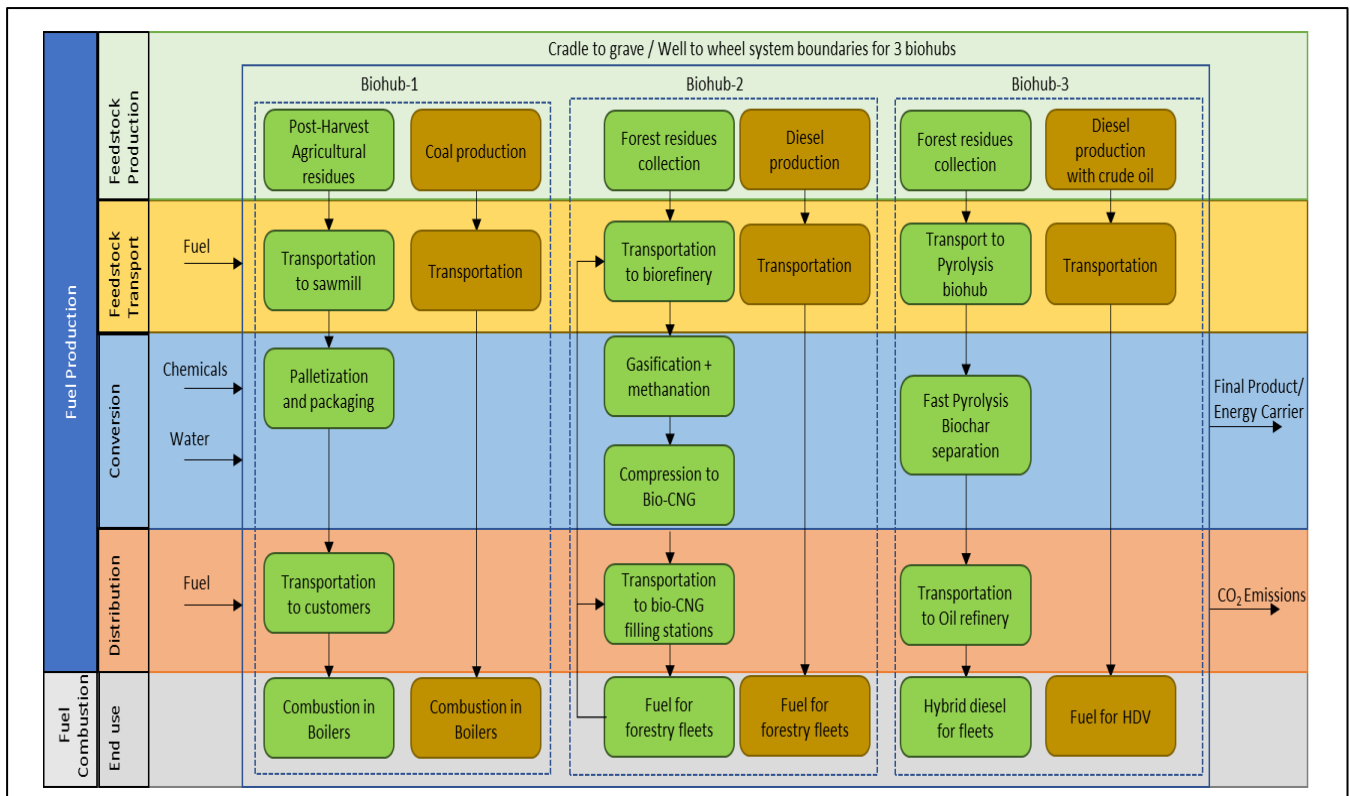 Cradle to grave / Well to wheel system boundaries for 3 biohubs
Biohub-1
Biohub-2
Biohub-3
Fuel Production
Feedstock
Production
Post-Harvest
Agricultural
residues
Coal production
Forest residues
collection
Diesel
production
Forest residues
collection
Diesel
production
with crude oil
Feedstock
Transport
Fuel
Transportation
to sawmill
Transportation
Transportation
to biorefinery
Transportation
Transport to
Pyrolysis
biohub
Transportation
Conversion
Chemicals
Water
Palletization
and packaging
Gasification +
methanation
Compression to
Bio-CNG
Fast Pyrolysis
Biochar
separation
Final Product/
Energy Carrier
Distribution
Fuel
Transportation
to customers
Transportation
to bio-CNG
filling stations
Transportation
to Oil refinery
CO2 Emissions
Fuel
Combustion
End use
Combustion in
Boilers
Combustion in
Boilers
Fuel for
forestry fleets
Fuel for
forestry fleets
Hybrid diesel
for fleets
Fuel for HDV